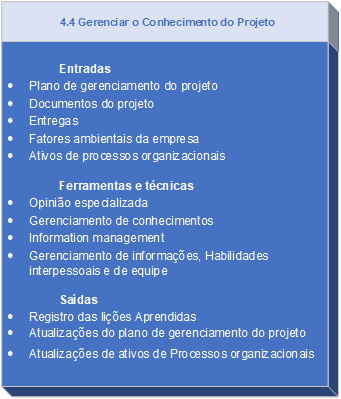 4.4 Gerenciar o Conhecimento do Projeto
Entradas
• Plano de gerenciamento do projeto
• Documentos do projeto
• Entregas
• Fatores ambientais da empresa
• Ativos de processos organizacionais
Ferramentas e técnicas
• Opinião especializada
• Gerenciamento de conhecimentos
• Information management
• Gerenciamento de informações, Habilidades
interpessoais e de equipe
Saídas
• Registro das lições Aprendidas
• Atualizações do plano de gerenciamento do projeto
• Atualizações de ativos de Processos organizacionais